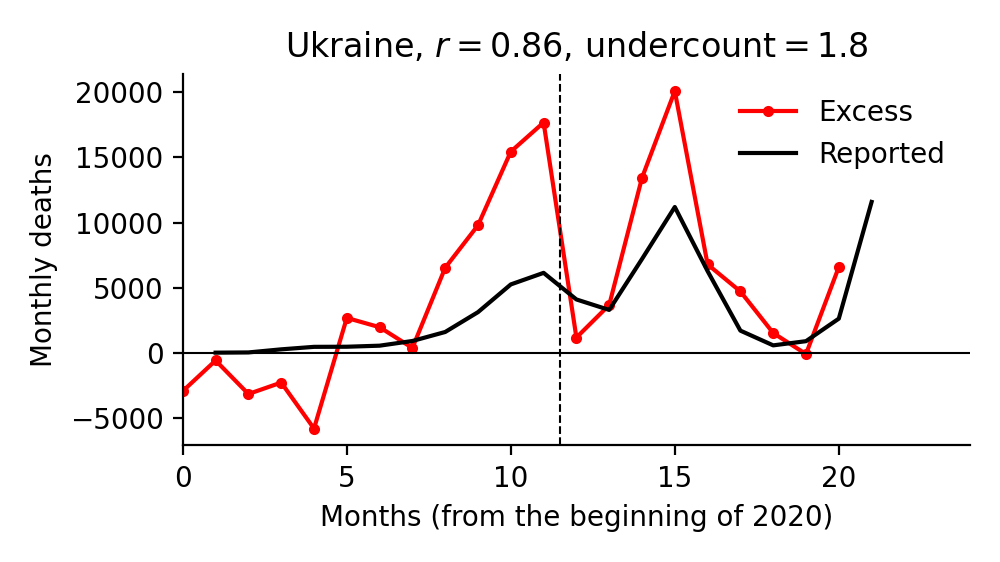 Ukraine, r = 0.86, undercount = 1.8
20000
15000
10000
5000
0
−5000
Monthly deaths
Excess
Reported
0 5 10 15 20
Months (from the beginning of 2020)